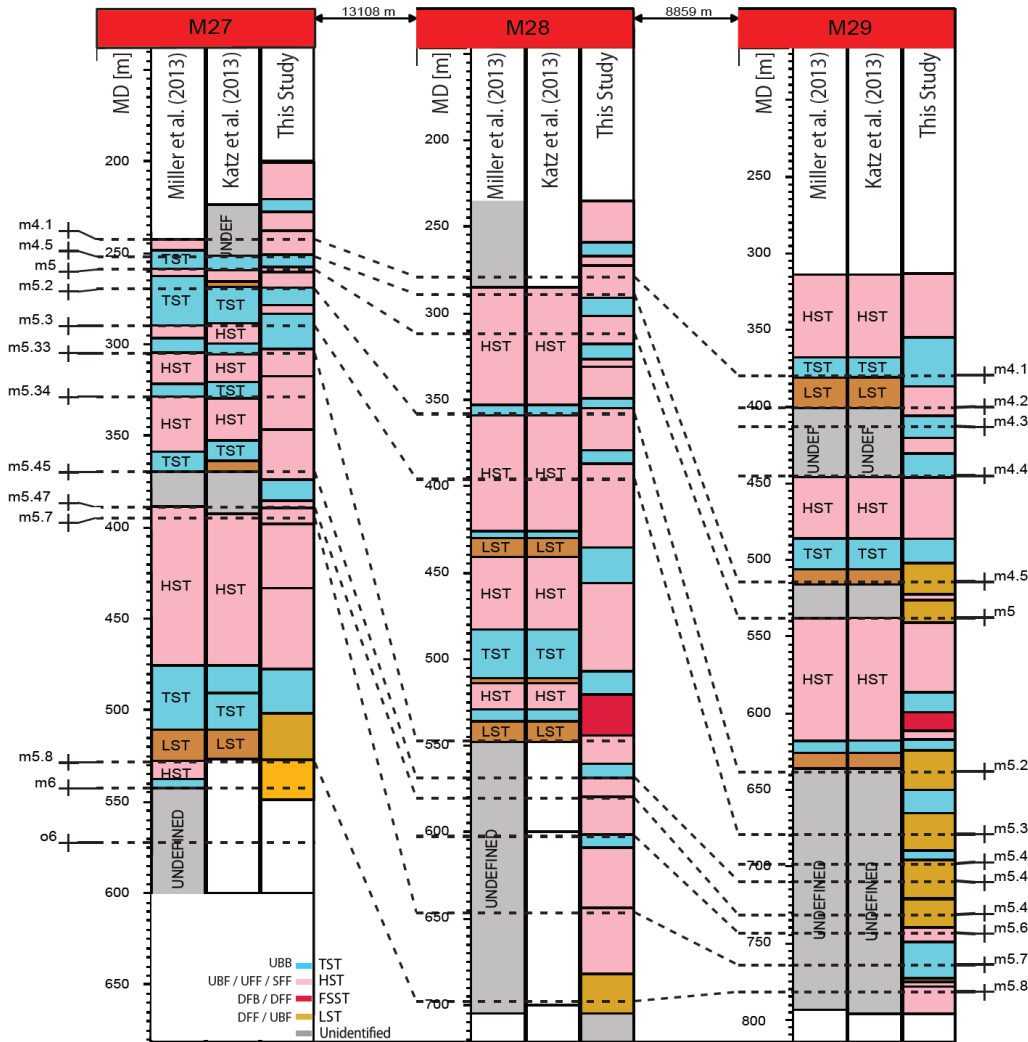 M27
13108 m
M28
8859 m
M29
MD [m]
Miller et al. (2013)
Katz et al. (2013)
This Study
MD [m]
Miller et al. (2013)
Katz et al. (2013)
This Study
MD [m]
Miller et al. (2013)
Katz et al. (2013)
This Study
200
250
300
350
400
450
500
550
600
650
m4.1
m4.5
m5
m5.2
m5.3
m5.33
m5.34
m5.45
m5.47
m5.7
m5.8
m6
o6
TST
TST
HST
HST
TST
HST
TST
LST
HST
UNDEFINED
UNDEF
TST
HST
HST
TST
HST
TST
HST
TST
LST
200
250
300
350
400
450
500
550
600
650
700
HST
HST
LST
HST
TST
HST
LST
UNDEFINED
HST
HST
LST
HST
TST
HST
LST
250
300
350
400
450
500
550
600
650
700
750
800
HST
TST
LST
UNDEF
HST
TST
HST
UNDEFINED
HST
TST
LST
UNDEF
HST
TST
HST
UNDEFINED
m4.1
m4.2
m4.3
m4.4
m4.5
m5
m5.2
m5.3
m5.4
m5.4
m5.4
m5.6
m5.7
m5.8
UBB TST
UBF / UFF / SFF HST
DFB / DFF FSST
DFF / UBF LST
Unidentified